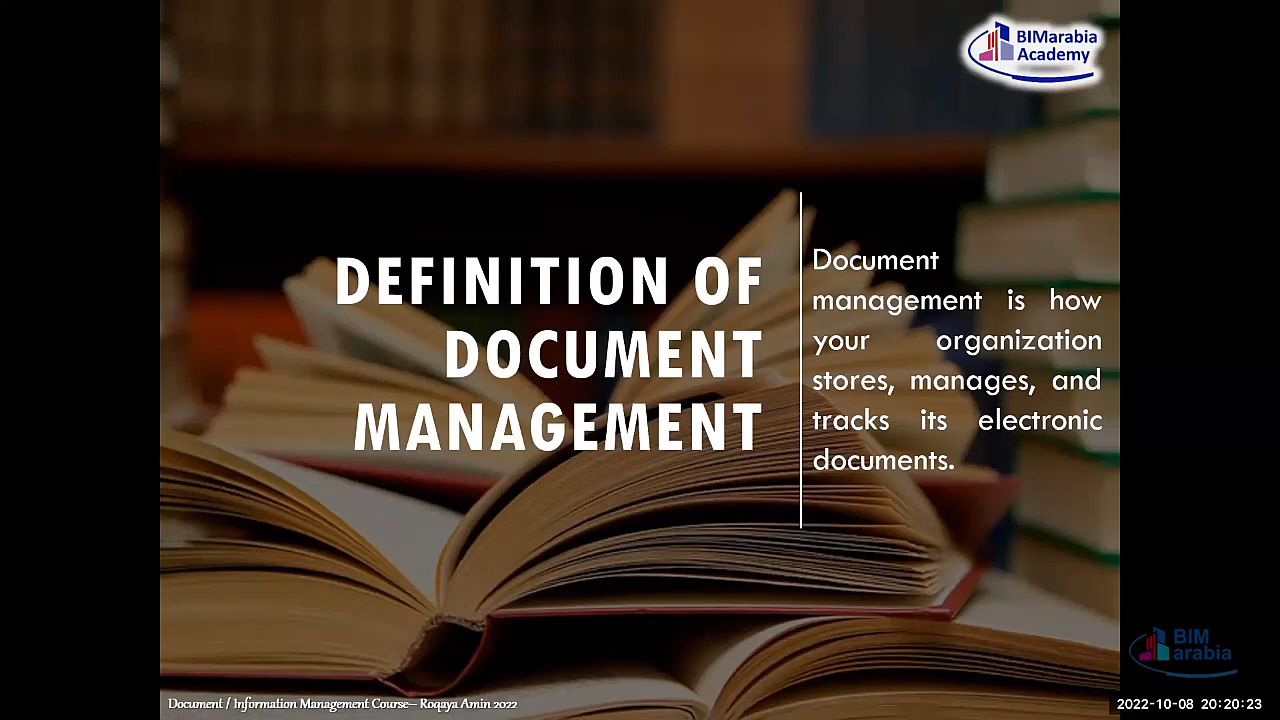 BIMarabia
Academy
DEFINITION OF
DOCUMENT
MANAGEMENT
Document
management is how
your organization
stores, manages, and
tracks its electronic
documents.
BIM
arabia
Document / Information Management Course– Roqaya Amin 2022
2022-10-08 20:20:23